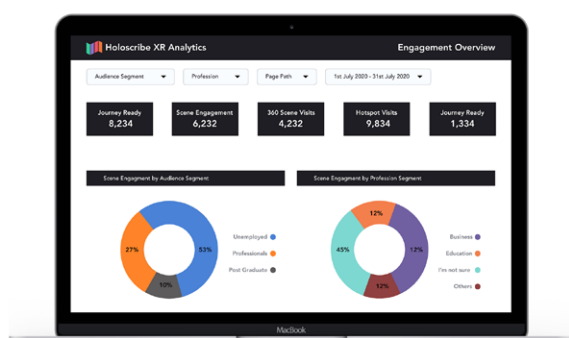 Holoscribe XR Analytics
Engagement Overview
Audience Segment
Profession
Page Path
1st July 2020 - 31st July 2020
Journey Ready
8,234
Scene Engagement
6,232
360 Scene Visits
4,232
Hotspot Visits
9,834
Journey Ready
1,334
Scene Engagment by Audience Segment
27%
53%
10%
Unemployed
Professionals
Post Graduate
Scene Engagment by Profession Segment
12%
45%
12%
12%
Business
Education
I'm not sure
Others
MacBook